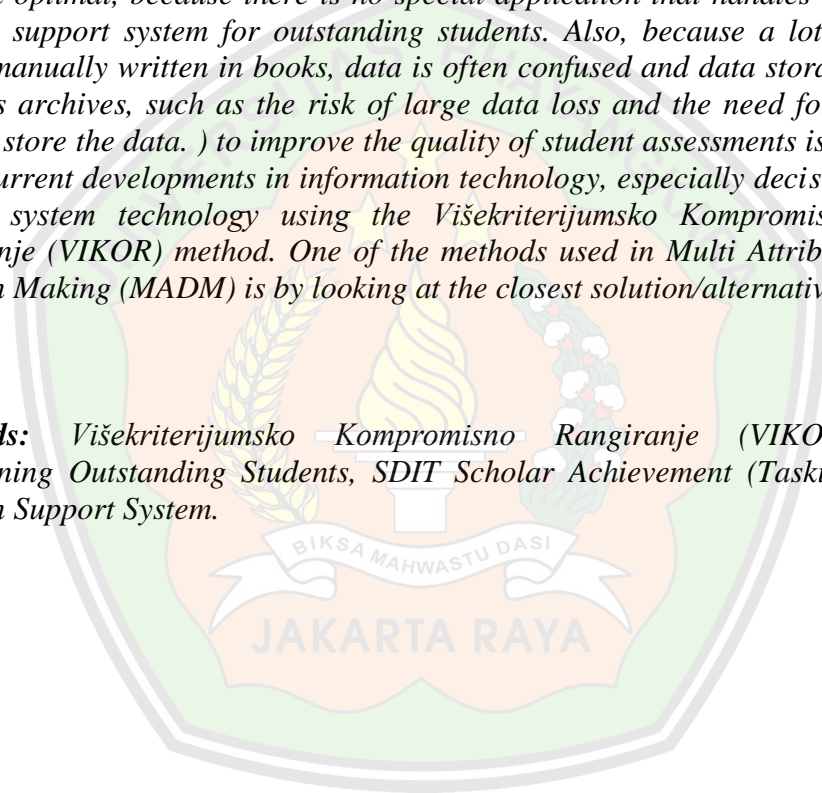 optimal, because there is no special application that handles
support system for outstanding students. Also, because a lot
manually written in books, data is often confused and data stora
s archives, such as the risk of large data loss and the need fo
store the data. ) to improve the quality of student assessments is
urrent developments in information technology, especially decis
system technology using the Višekriterijumsko Kompromis
nje (VIKOR) method. One of the methods used in Multi Attrib
n Making (MADM) is by looking at the closest solution/alternativ
ds: Višekriterijumsko Kompromisno Rangiranje (VIKO
ning Outstanding Students, SDIT Scholar Achievement (Taski
n Support System.
UNIVERSITAS BHAYANGKARA
BIKSA MAHWASTU DASI
JAKARTA RAYA